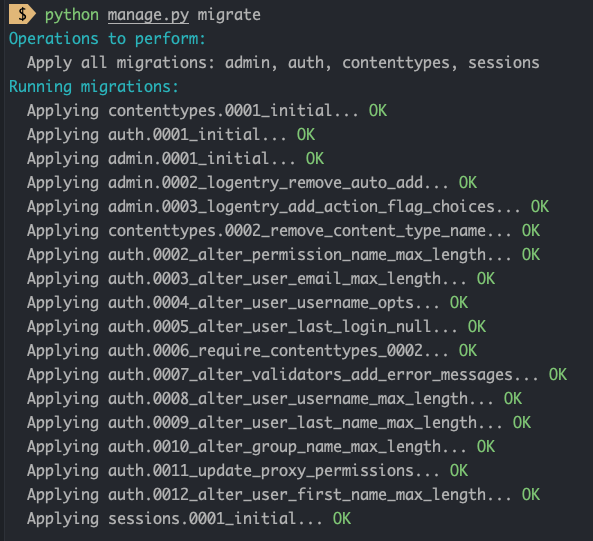 $ python manage.py migrate
Operations to perform:
  Apply all migrations: admin, auth, contenttypes, sessions
Running migrations:
  Applying contenttypes.0001_initial... OK
  Applying auth.0001_initial... OK
  Applying admin.0001_initial... OK
  Applying admin.0002_logentry_remove_auto_add... OK
  Applying admin.0003_logentry_add_action_flag_choices... OK
  Applying contenttypes.0002_remove_content_type_name... OK
  Applying auth.0002_alter_permission_name_max_length... OK
  Applying auth.0003_alter_user_email_max_length... OK
  Applying auth.0004_alter_user_username_opts... OK
  Applying auth.0005_alter_user_last_login_null... OK
  Applying auth.0006_require_contenttypes_0002... OK
  Applying auth.0007_alter_validators_add_error_messages... OK
  Applying auth.0008_alter_user_username_max_length... OK
  Applying auth.0009_alter_user_last_name_max_length... OK
  Applying auth.0010_alter_group_name_max_length... OK
  Applying auth.0011_update_proxy_permissions... OK
  Applying auth.0012_alter_user_first_name_max_length... OK
  Applying sessions.0001_initial... OK